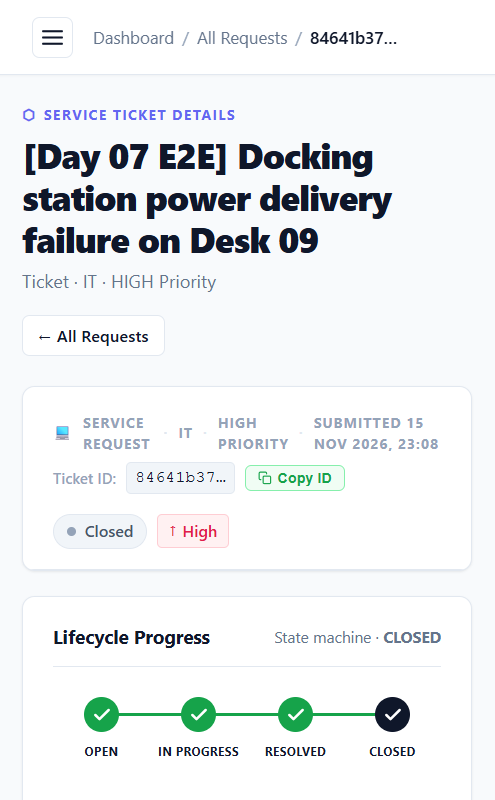 Dashboard / All Requests / 84641b37...
SERVICE TICKET DETAILS
[Day 07 E2E] Docking
station power delivery
failure on Desk 09
Ticket · IT · HIGH Priority
← All Requests
SERVICE REQUEST · IT · HIGH PRIORITY · SUBMITTED 15 NOV 2026, 23:08
Ticket ID: 84641b37... Copy ID
Closed ↑ High
Lifecycle Progress State machine · CLOSED
OPEN IN PROGRESS RESOLVED CLOSED